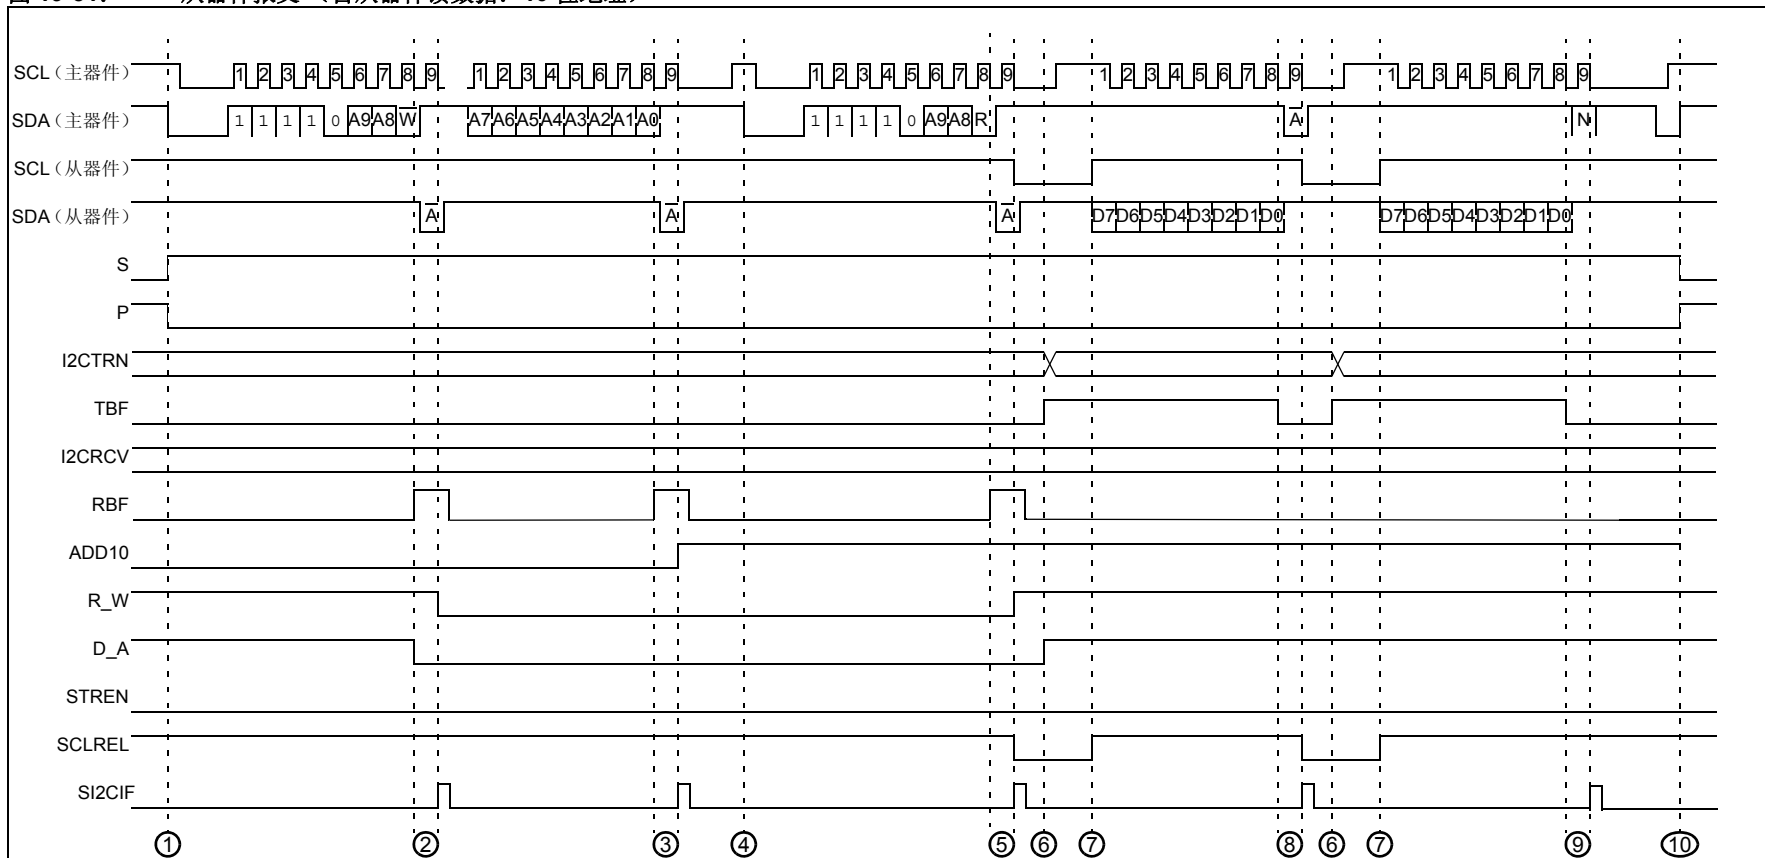 SCL（主器件） 1 2 3 4 5 6 7 8 9 1 2 3 4 5 6 7 8 9 1 2 3 4 5 6 7 8 9 1 2 3 4 5 6 7 8 9 1 2 3 4 5 6 7 8 9
SDA（主器件） 1 1 1 1 0 A9 A8 W̅ A7 A6 A5 A4 A3 A2 A1 A0 1 1 1 1 0 A9 A8 R A̅ N
SCL（从器件）
SDA（从器件） A̅ A̅ A̅ D7 D6 D5 D4 D3 D2 D1 D0 D7 D6 D5 D4 D3 D2 D1 D0
S
P
I2CTRN
TBF
I2CRCV
RBF
ADD10
R_W
D_A
STREN
SCLREL
SI2CIF
① ② ③ ④ ⑤ ⑥ ⑦ ⑧ ⑥ ⑦ ⑨ ⑩